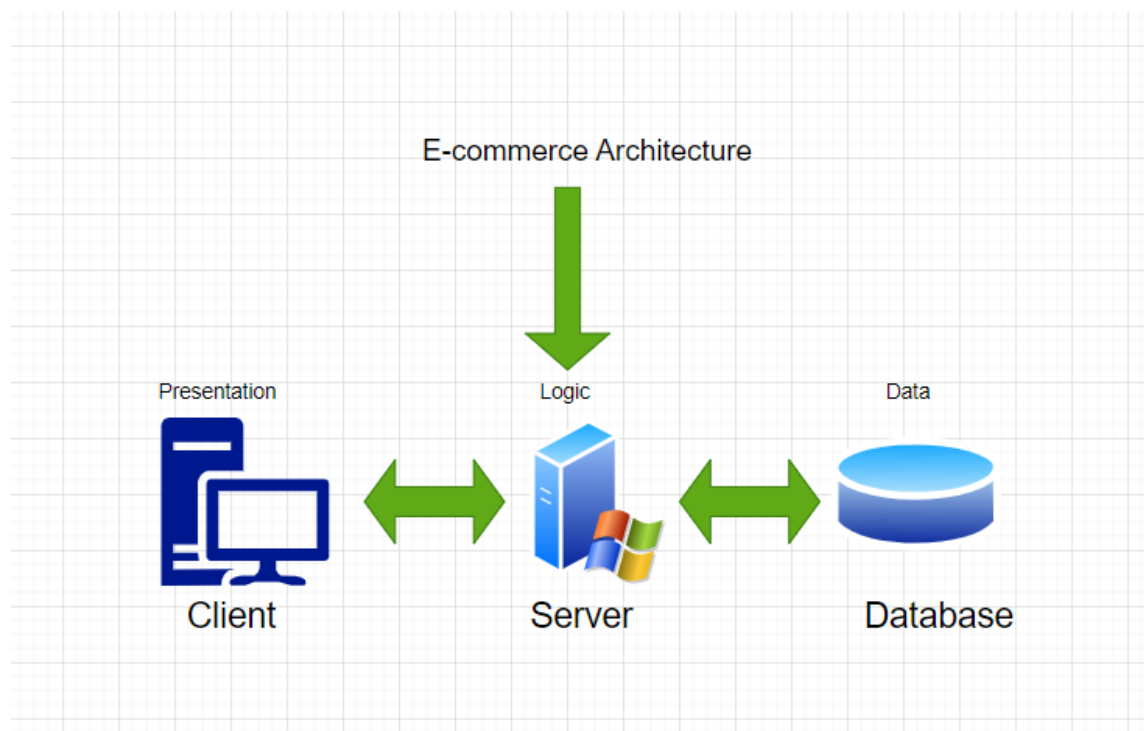 E-commerce Architecture
Presentation
Logic
Data
Client
Server
Database